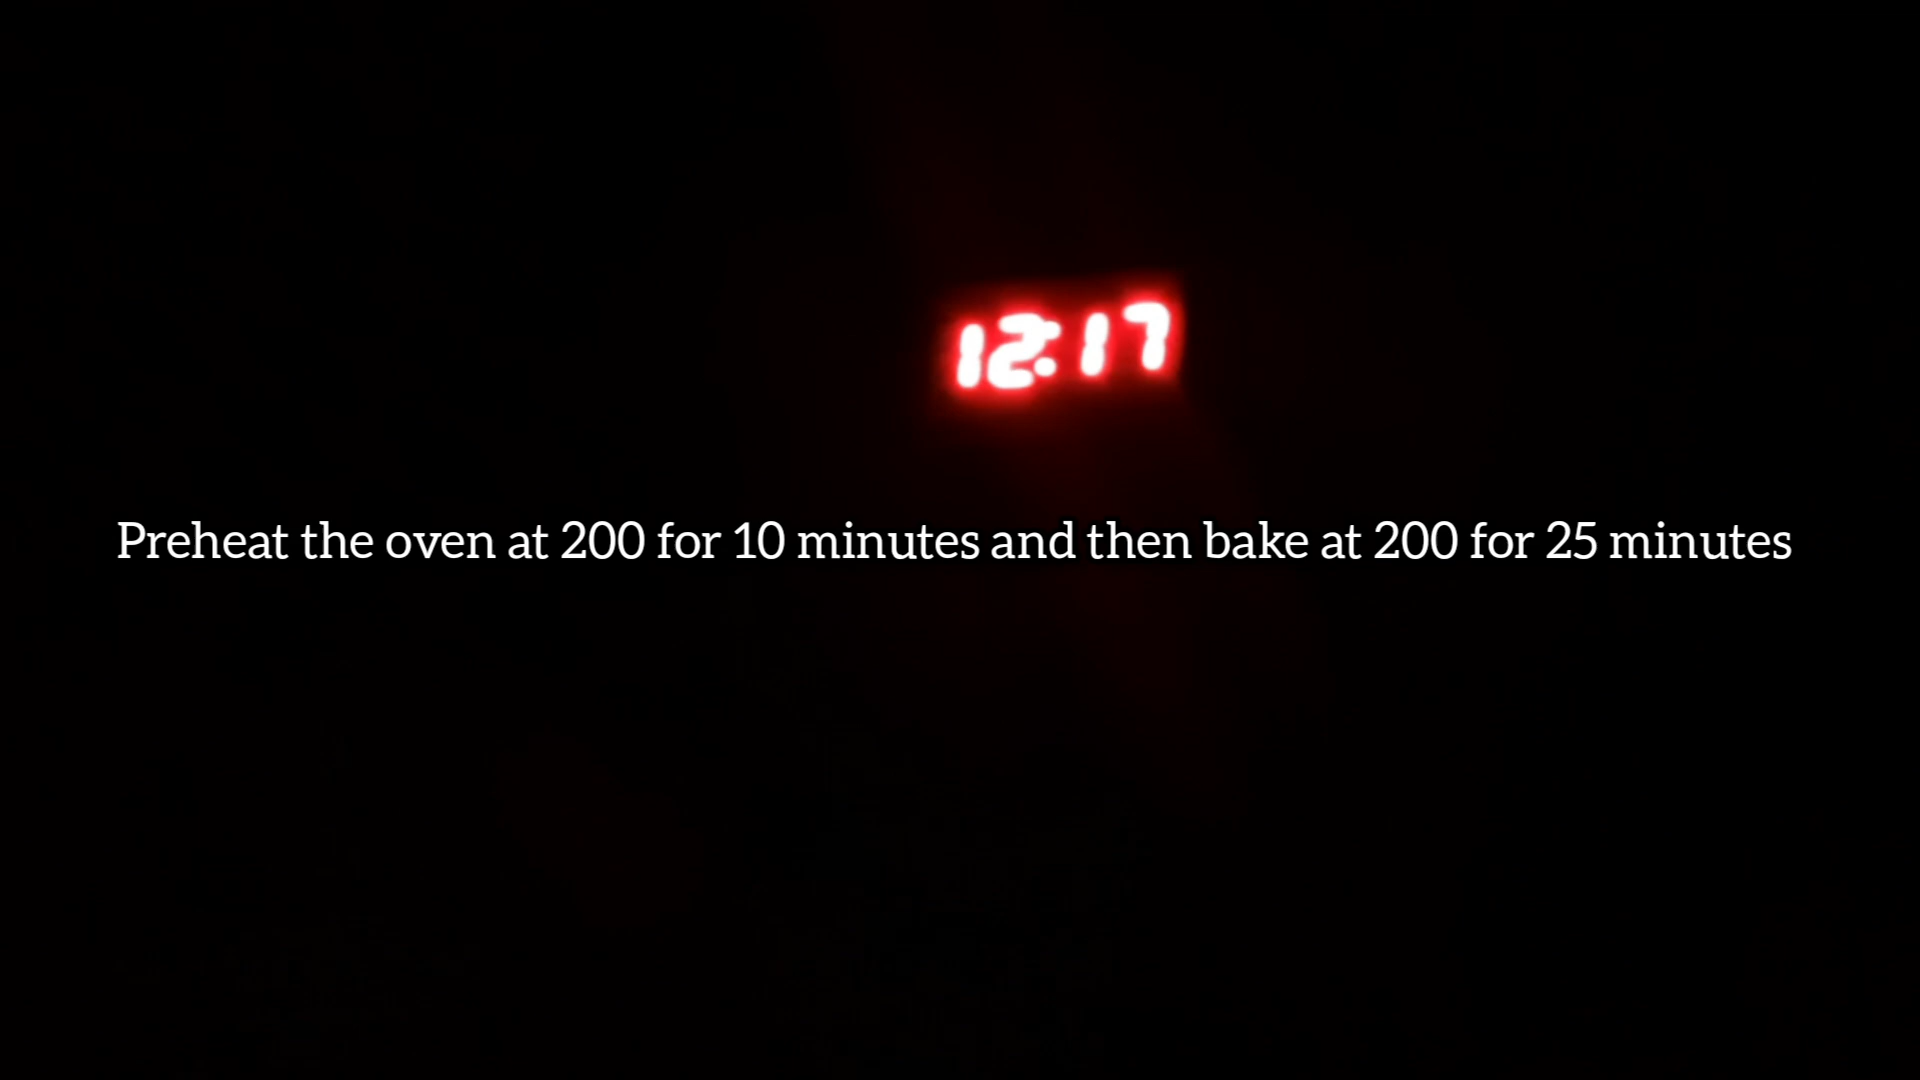 12:17
Preheat the oven at 200 for 10 minutes and then bake at 200 for 25 minutes